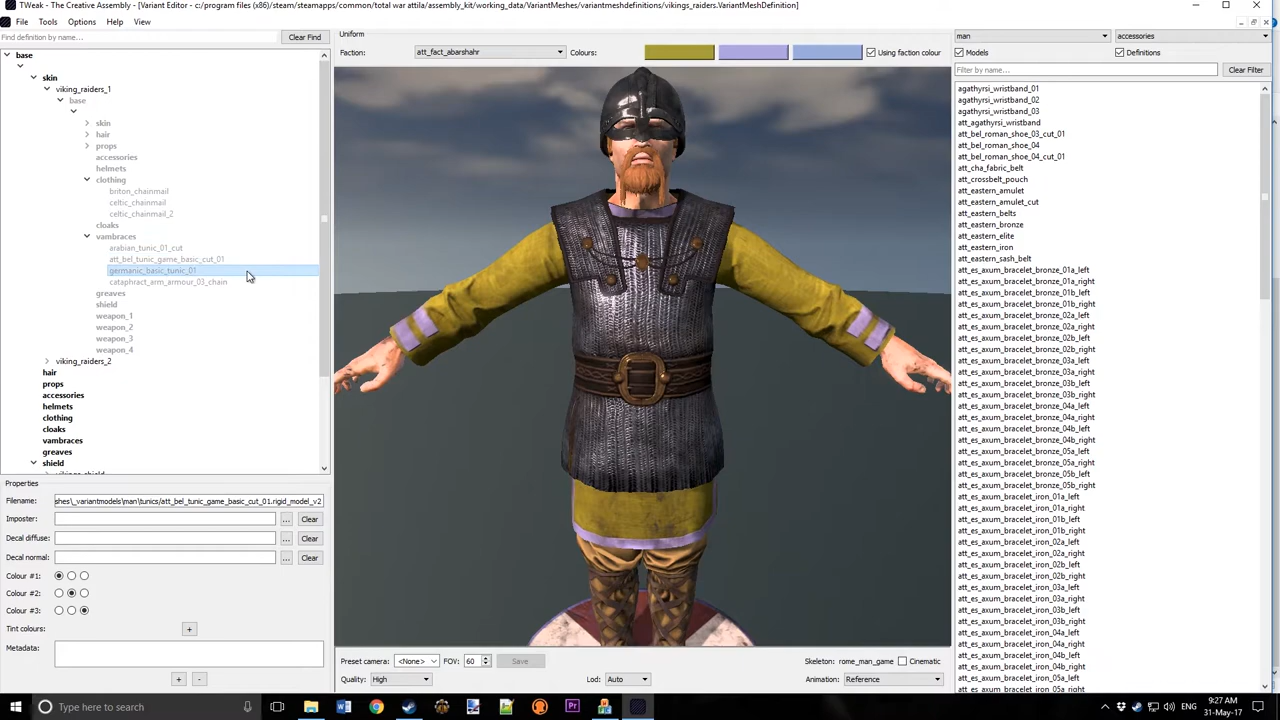 TWeak - The Creative Assembly - [Variant Editor - c:/program files (x86)/steam/steamapps/common/total war attila/assembly_kit/working_data/VariantMeshes/variantmeshdefinitions/vikings_raiders.VariantMeshDefinition]
File Tools Options Help View
Find definition by name... Clear Find
base
skin
viking_raiders_1
base
skin
hair
props
accessories
helmets
clothing
briton_chainmail
celtic_chainmail
celtic_chainmail_2
cloaks
vambraces
arabian_tunic_01_cut
att_bel_tunic_game_basic_cut_01
germanic_basic_tunic_01
cataphract_arm_armour_03_chain
greaves
shield
weapon_1
weapon_2
weapon_3
weapon_4
viking_raiders_2
hair
props
accessories
helmets
clothing
cloaks
vambraces
greaves
shield
Properties
Filename: shes\_variantmodels\man\tunics/att_bel_tunic_game_basic_cut_01.rigid_model_v2
Imposter: ... Clear
Decal diffuse: ... Clear
Decal normal: ... Clear
Colour #1:
Colour #2:
Colour #3:
Tint colours: +
Metadata:
+ -
Uniform
Faction: att_fact_abarshahr Colours: Using faction colour
Preset camera: <None> FOV: 60 Save Skeleton: rome_man_game Cinematic
Quality: High Lod: Auto Animation: Reference
man accessories
Models Definitions
Filter by name... Clear Filter
agathyrsi_wristband_01
agathyrsi_wristband_02
agathyrsi_wristband_03
att_agathyrsi_wristband
att_bel_roman_shoe_03_cut_01
att_bel_roman_shoe_04
att_bel_roman_shoe_04_cut_01
att_cha_fabric_belt
att_crossbelt_pouch
att_eastern_amulet
att_eastern_amulet_cut
att_eastern_belts
att_eastern_bronze
att_eastern_elite
att_eastern_iron
att_eastern_sash_belt
att_es_axum_bracelet_bronze_01a_left
att_es_axum_bracelet_bronze_01a_right
att_es_axum_bracelet_bronze_01b_left
att_es_axum_bracelet_bronze_01b_right
att_es_axum_bracelet_bronze_02a_left
att_es_axum_bracelet_bronze_02a_right
att_es_axum_bracelet_bronze_02b_left
att_es_axum_bracelet_bronze_02b_right
att_es_axum_bracelet_bronze_03a_left
att_es_axum_bracelet_bronze_03a_right
att_es_axum_bracelet_bronze_03b_left
att_es_axum_bracelet_bronze_03b_right
att_es_axum_bracelet_bronze_04a_left
att_es_axum_bracelet_bronze_04a_right
att_es_axum_bracelet_bronze_04b_left
att_es_axum_bracelet_bronze_04b_right
att_es_axum_bracelet_bronze_05a_left
att_es_axum_bracelet_bronze_05a_right
att_es_axum_bracelet_bronze_05b_left
att_es_axum_bracelet_bronze_05b_right
att_es_axum_bracelet_iron_01a_left
att_es_axum_bracelet_iron_01a_right
att_es_axum_bracelet_iron_01b_left
att_es_axum_bracelet_iron_01b_right
att_es_axum_bracelet_iron_02a_left
att_es_axum_bracelet_iron_02a_right
att_es_axum_bracelet_iron_02b_left
att_es_axum_bracelet_iron_02b_right
att_es_axum_bracelet_iron_03a_left
att_es_axum_bracelet_iron_03a_right
att_es_axum_bracelet_iron_03b_left
att_es_axum_bracelet_iron_03b_right
att_es_axum_bracelet_iron_04a_left
att_es_axum_bracelet_iron_04a_right
att_es_axum_bracelet_iron_04b_left
att_es_axum_bracelet_iron_04b_right
att_es_axum_bracelet_iron_05a_left
att_es_axum_bracelet_iron_05a_right
Type here to search
ENG 9:27 AM
31-May-17